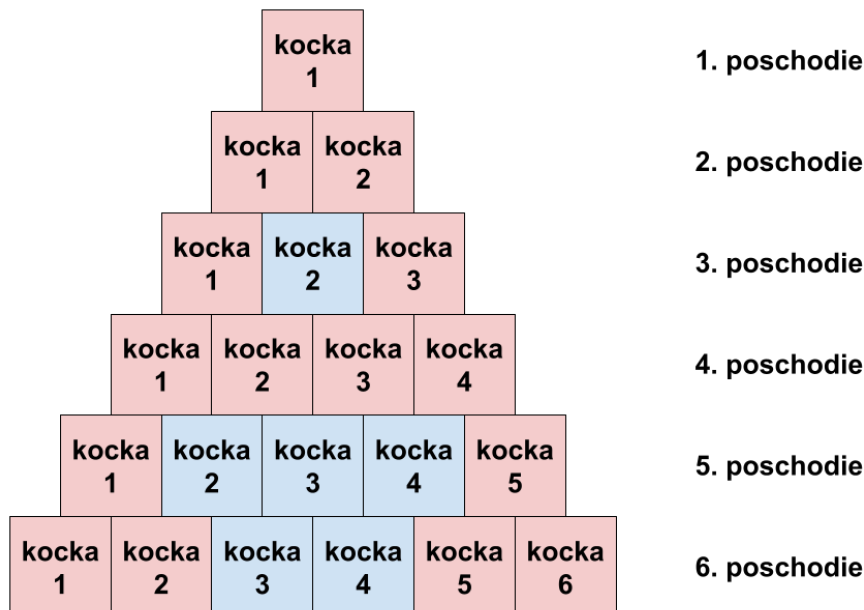 kocka
1
1. poschodie
kocka
1
kocka
2
2. poschodie
kocka
1
kocka
2
kocka
3
3. poschodie
kocka
1
kocka
2
kocka
3
kocka
4
4. poschodie
kocka
1
kocka
2
kocka
3
kocka
4
kocka
5
5. poschodie
kocka
1
kocka
2
kocka
3
kocka
4
kocka
5
kocka
6
6. poschodie